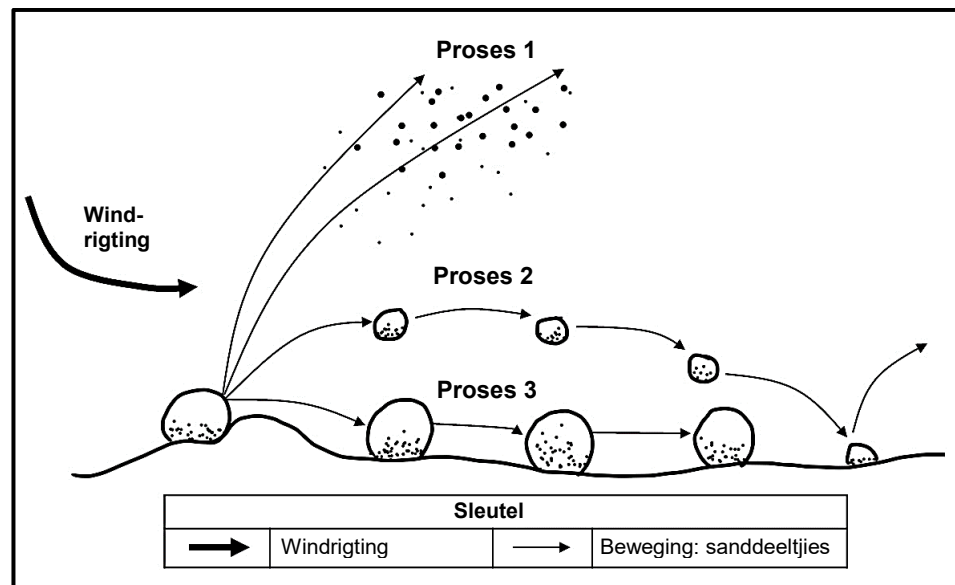 Proses 1
Wind-
rigting
Proses 2
Proses 3
Sleutel
Windrigting
Beweging: sanddeeltjies